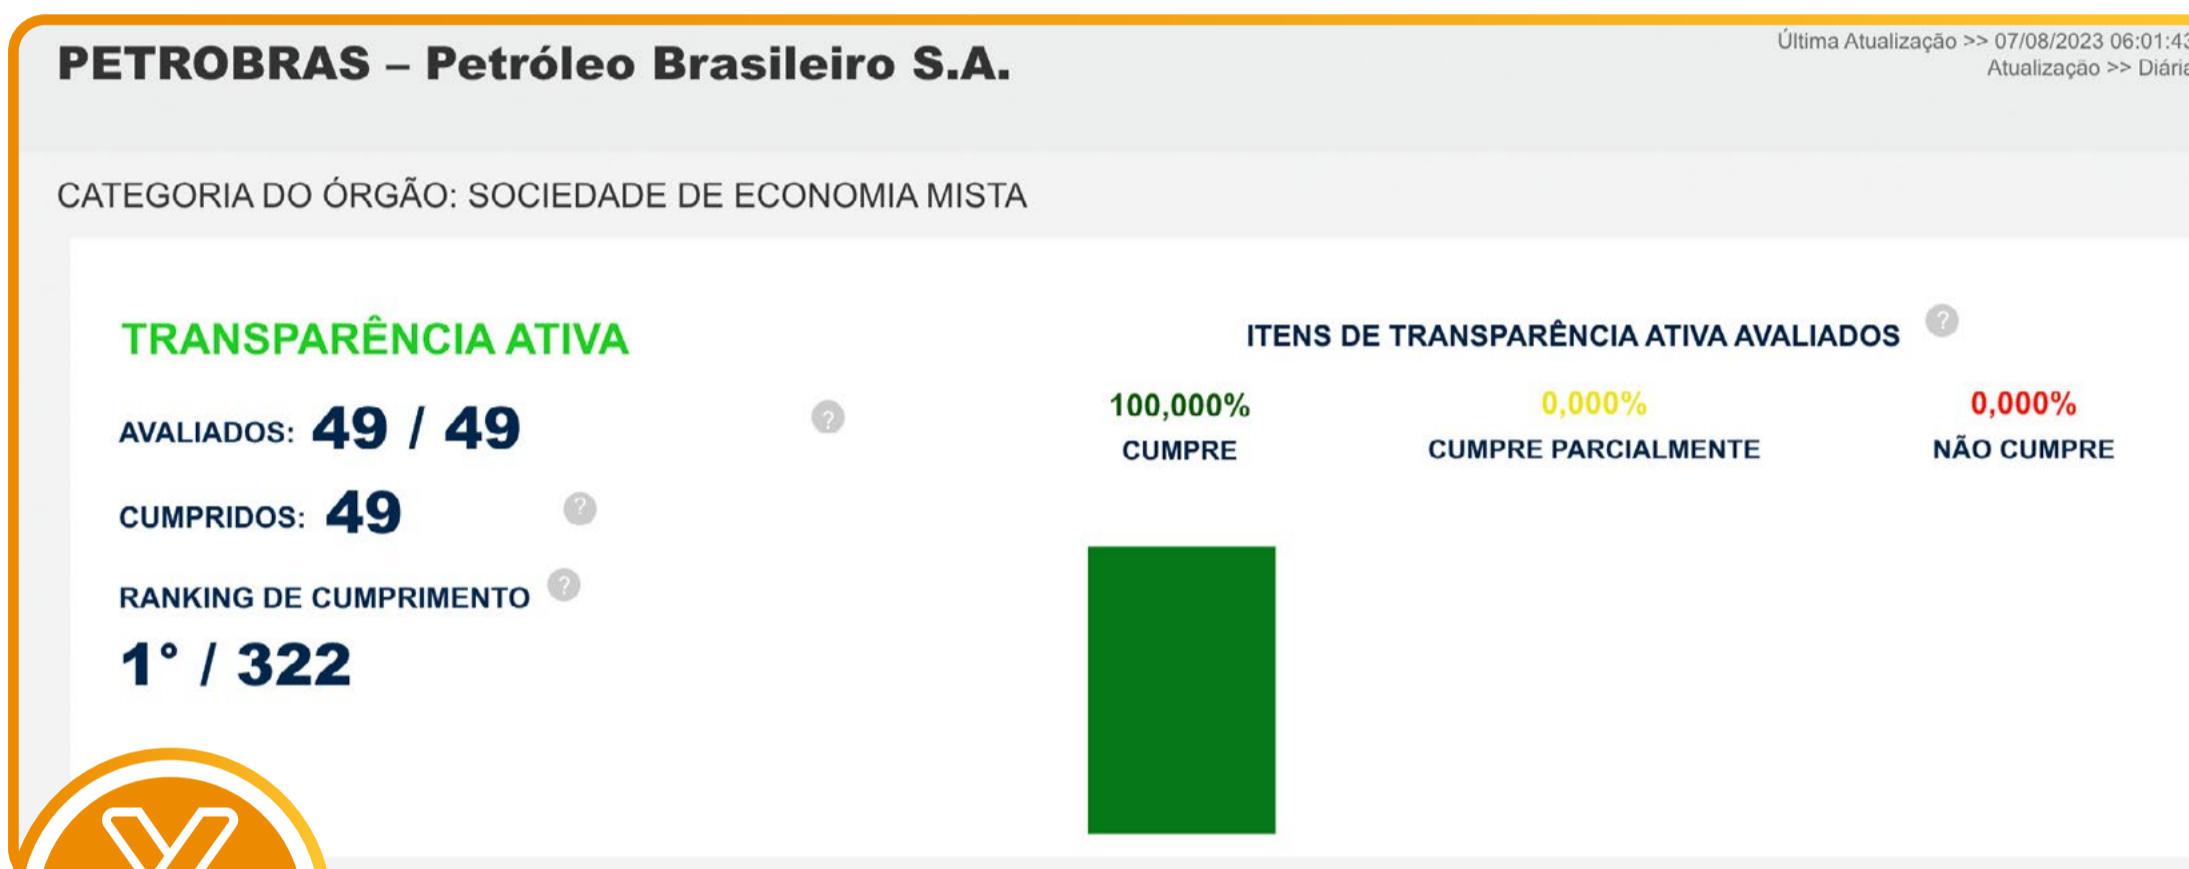 PETROBRAS – Petróleo Brasileiro S.A.
Última Atualização >> 07/08/2023 06:01:43
Atualização >> Diária
CATEGORIA DO ÓRGÃO: SOCIEDADE DE ECONOMIA MISTA
TRANSPARÊNCIA ATIVA
AVALIADOS: 49 / 49 ?
CUMPRIDOS: 49 ?
RANKING DE CUMPRIMENTO ?
1° / 322
ITENS DE TRANSPARÊNCIA ATIVA AVALIADOS ?
100,000% 0,000% 0,000%
CUMPRE CUMPRE PARCIALMENTE NÃO CUMPRE